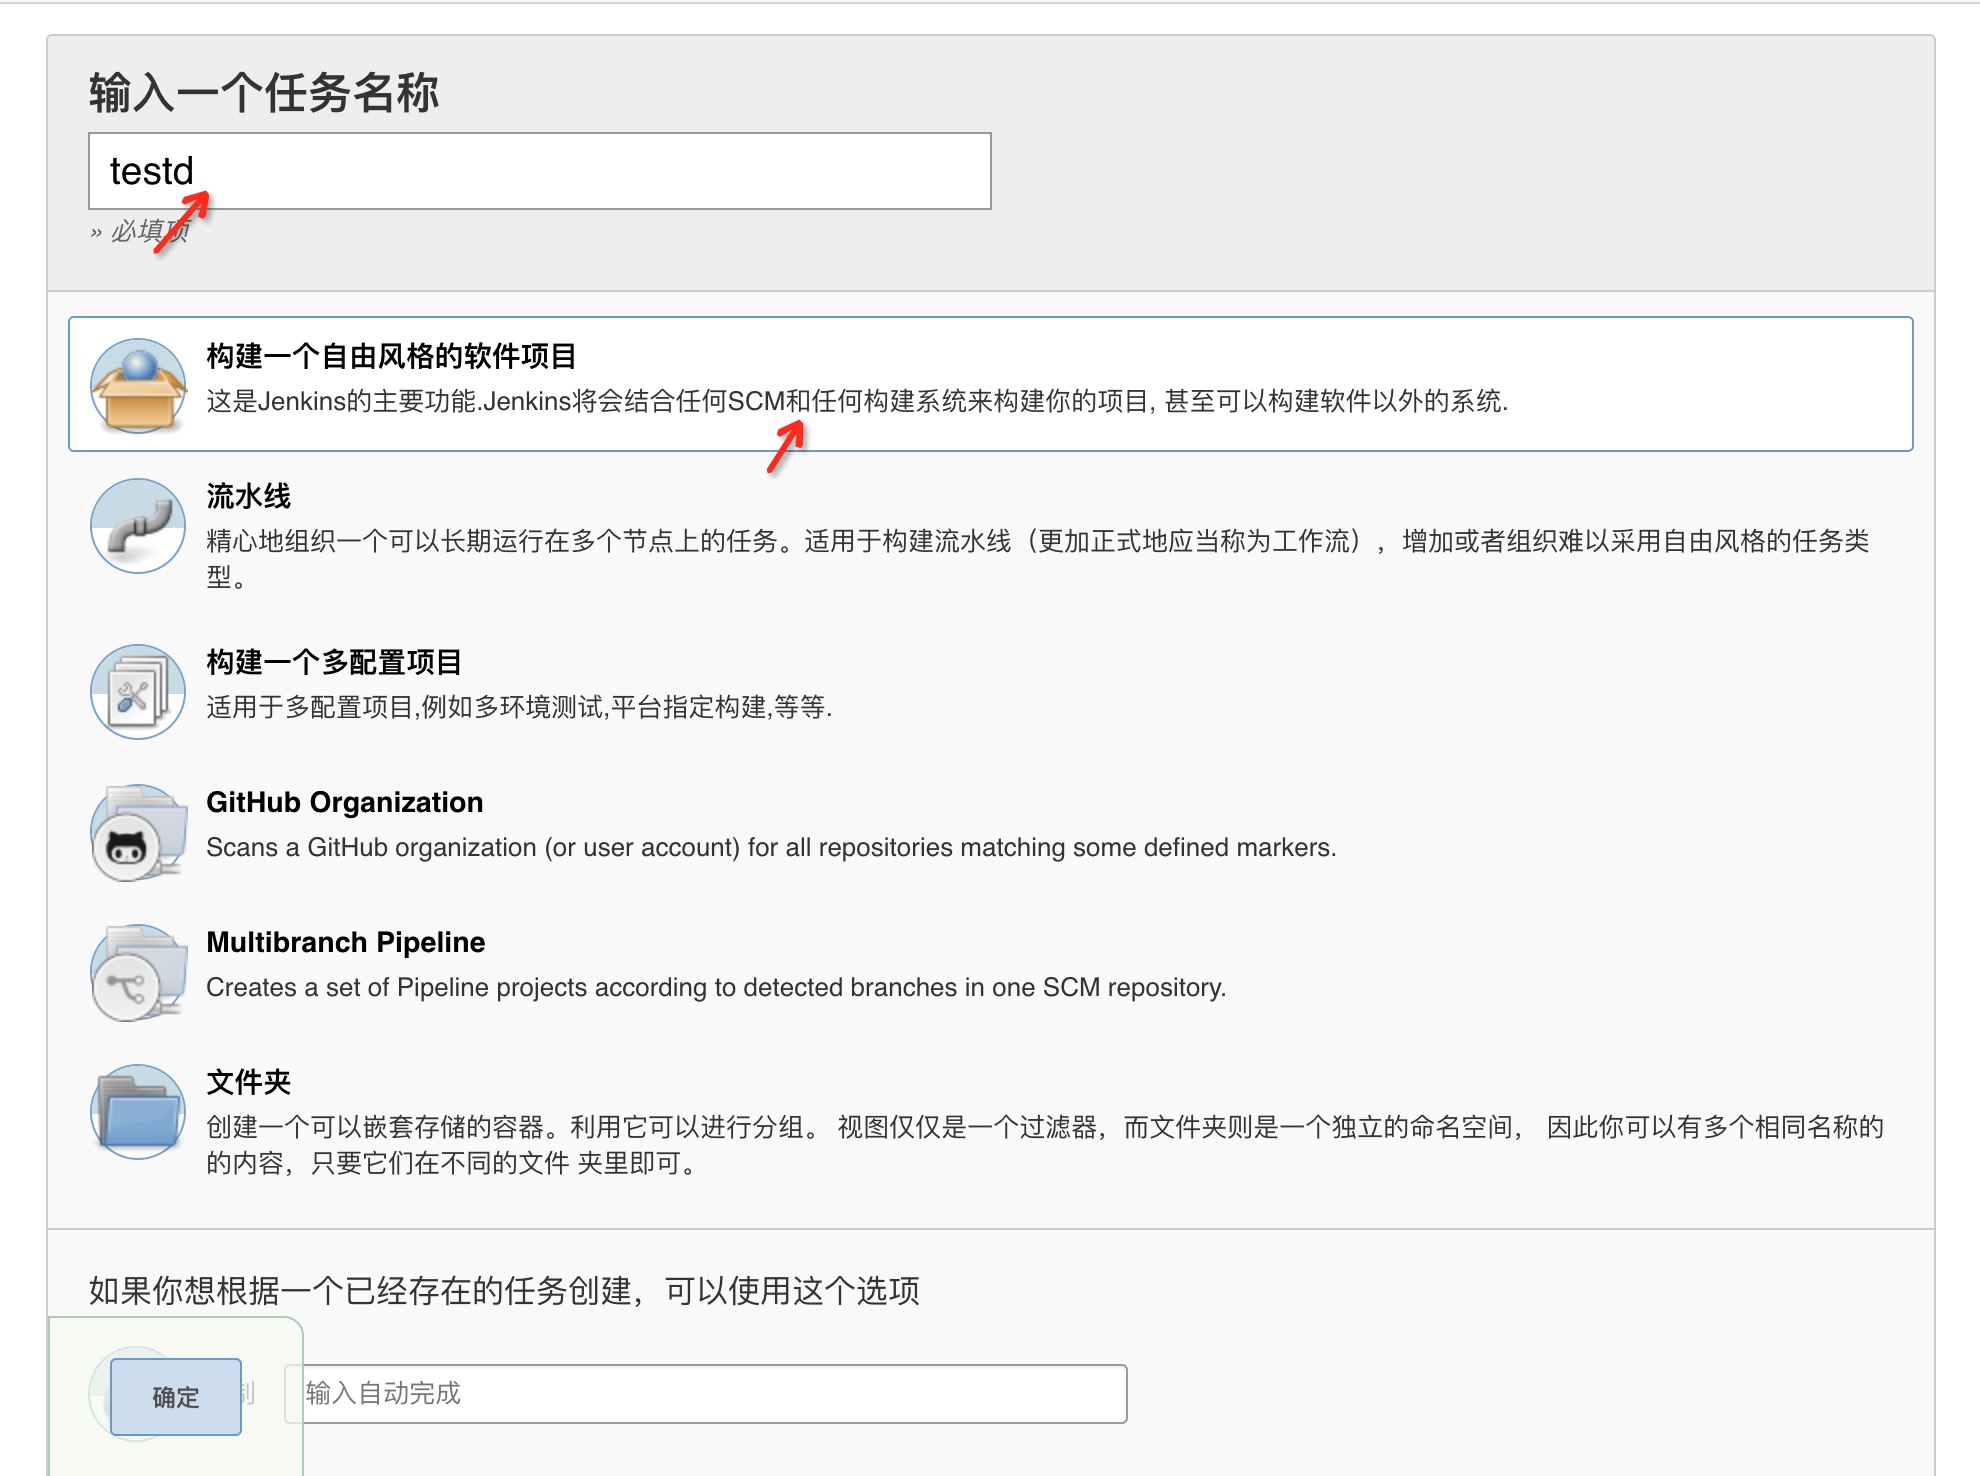 输入一个任务名称
testd
» 必填项
构建一个自由风格的软件项目
这是Jenkins的主要功能.Jenkins将会结合任何SCM和任何构建系统来构建你的项目, 甚至可以构建软件以外的系统.
流水线
精心地组织一个可以长期运行在多个节点上的任务。适用于构建流水线（更加正式地应当称为工作流），增加或者组织难以采用自由风格的任务类
型。
构建一个多配置项目
适用于多配置项目,例如多环境测试,平台指定构建,等等.
GitHub Organization
Scans a GitHub organization (or user account) for all repositories matching some defined markers.
Multibranch Pipeline
Creates a set of Pipeline projects according to detected branches in one SCM repository.
文件夹
创建一个可以嵌套存储的容器。利用它可以进行分组。 视图仅仅是一个过滤器，而文件夹则是一个独立的命名空间， 因此你可以有多个相同名称的
的内容，只要它们在不同的文件 夹里即可。
如果你想根据一个已经存在的任务创建，可以使用这个选项
确定 制 输入自动完成